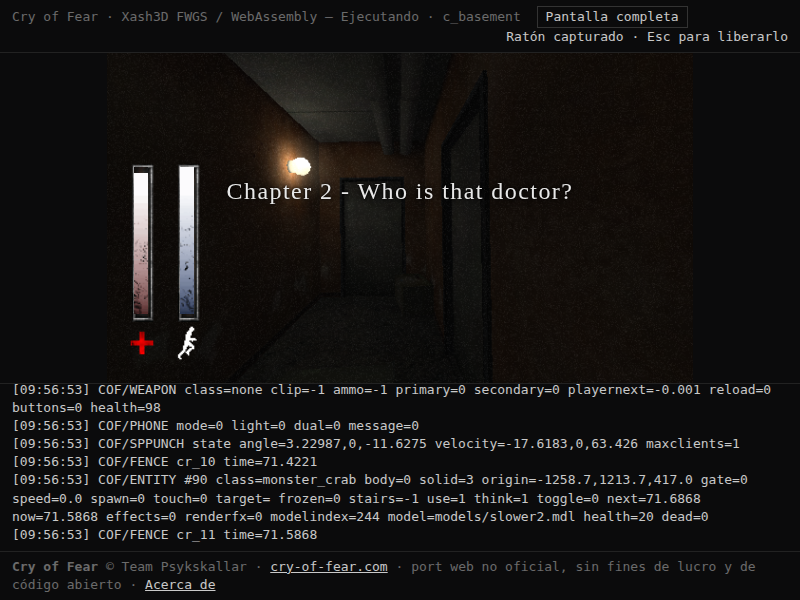 Cry of Fear · Xash3D FWGS / WebAssembly — Ejecutando · c_basement
Pantalla completa
Ratón capturado · Esc para liberarlo
Chapter 2 - Who is that doctor?
[09:56:53] COF/WEAPON class=none clip=-1 ammo=-1 primary=0 secondary=0 playernext=-0.001 reload=0
buttons=0 health=98
[09:56:53] COF/PHONE mode=0 light=0 dual=0 message=0
[09:56:53] COF/SPPUNCH state angle=3.22987,0,-11.6275 velocity=-17.6183,0,63.426 maxclients=1
[09:56:53] COF/FENCE cr_10 time=71.4221
[09:56:53] COF/ENTITY #90 class=monster_crab body=0 solid=3 origin=-1258.7,1213.7,417.0 gate=0
speed=0.0 spawn=0 touch=0 target= frozen=0 stairs=-1 use=1 think=1 toggle=0 next=71.6868
now=71.5868 effects=0 renderfx=0 modelindex=244 model=models/slower2.mdl health=20 dead=0
[09:56:53] COF/FENCE cr_11 time=71.5868
Cry of Fear © Team Psykskallar · cry-of-fear.com · port web no oficial, sin fines de lucro y de
código abierto · Acerca de